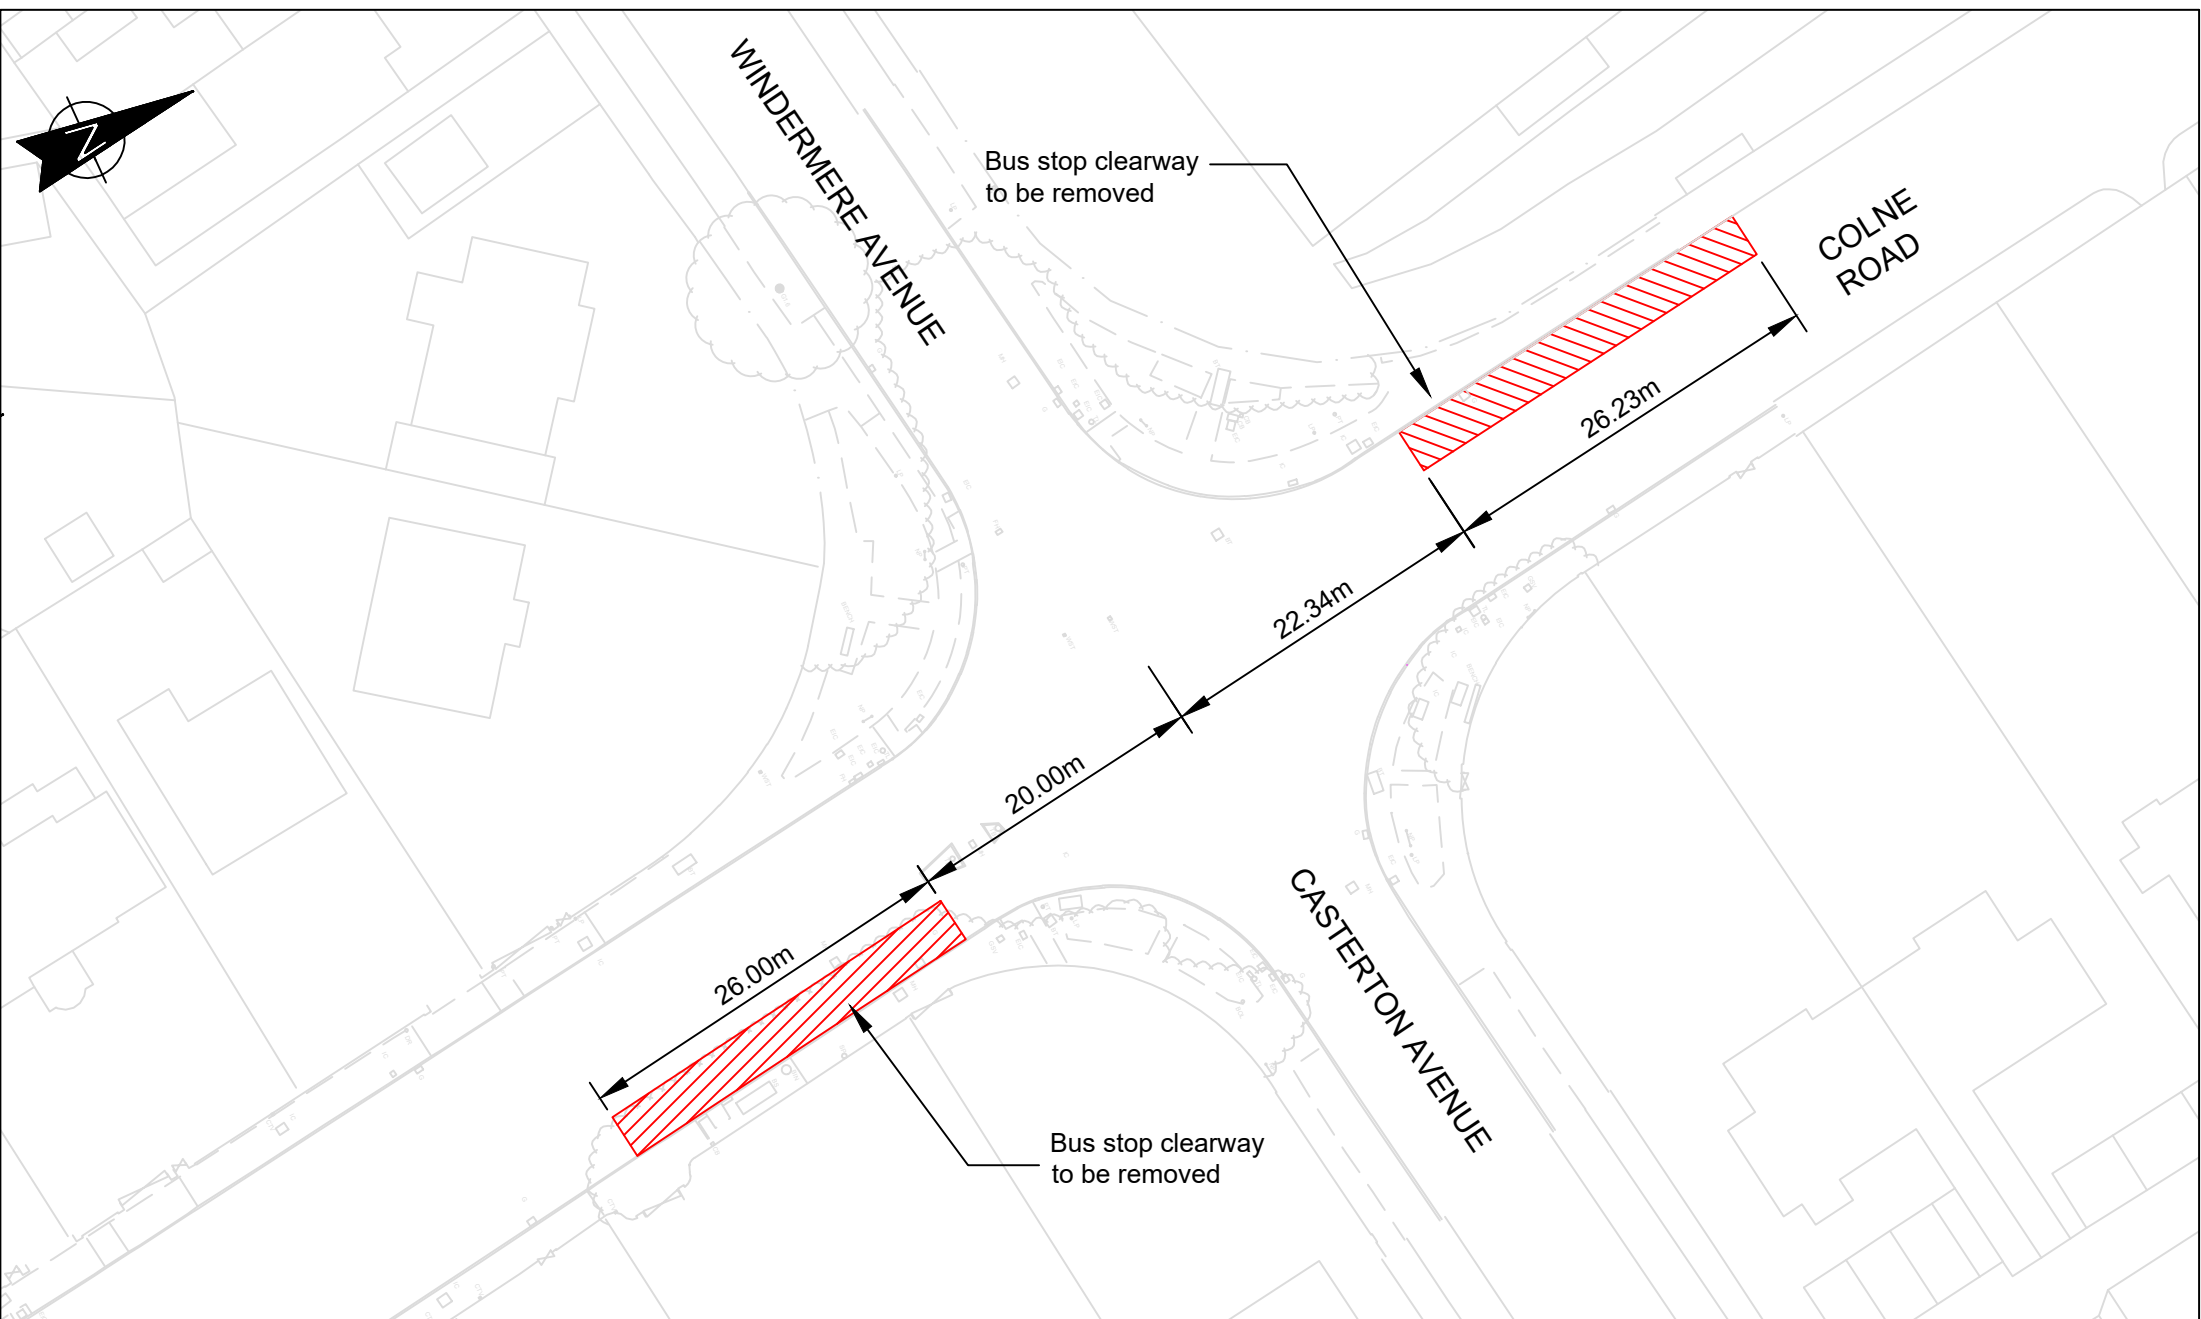 N
WINDERMERE AVENUE
Bus stop clearway
to be removed
COLNE
ROAD
26.23m
22.34m
20.00m
26.00m
CASTERTON AVENUE
Bus stop clearway
to be removed